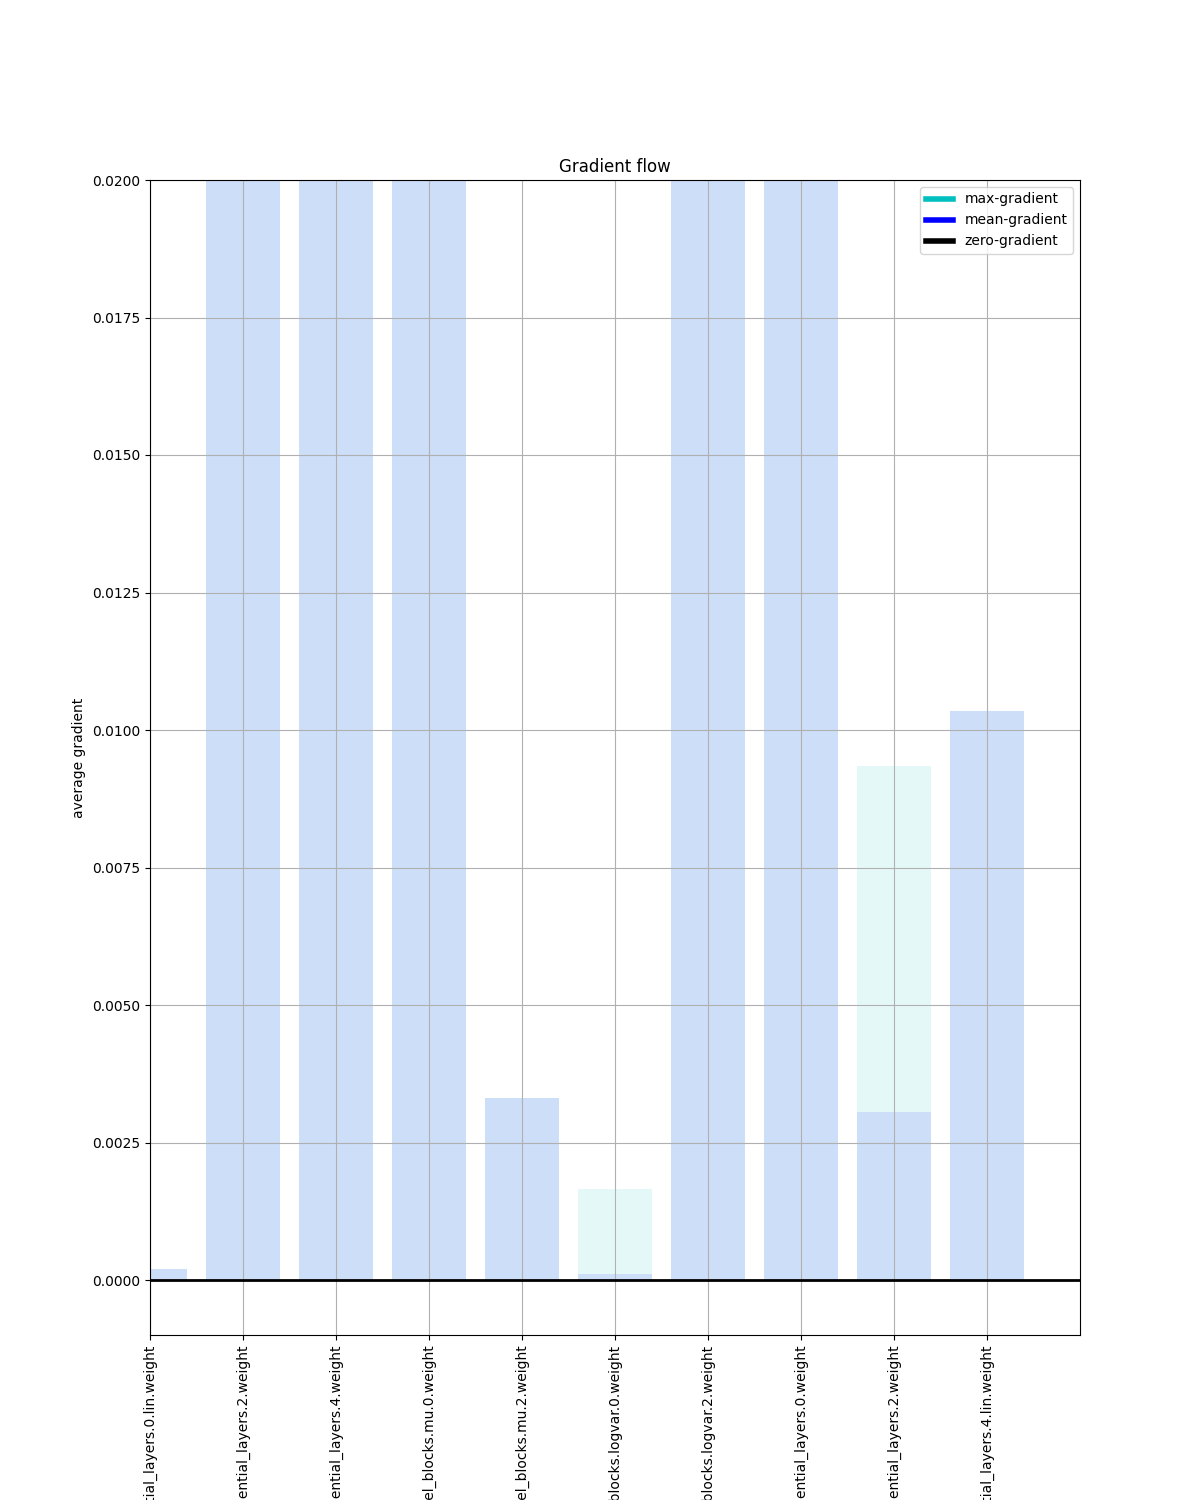 Gradient flow
max-gradient
mean-gradient
zero-gradient
average gradient
0.0200
0.0175
0.0150
0.0125
0.0100
0.0075
0.0050
0.0025
0.0000
tial_layers.0.lin.weight
ential_layers.2.weight
ential_layers.4.weight
el_blocks.mu.0.weight
el_blocks.mu.2.weight
blocks.logvar.0.weight
blocks.logvar.2.weight
ential_layers.0.weight
ential_layers.2.weight
tial_layers.4.lin.weight